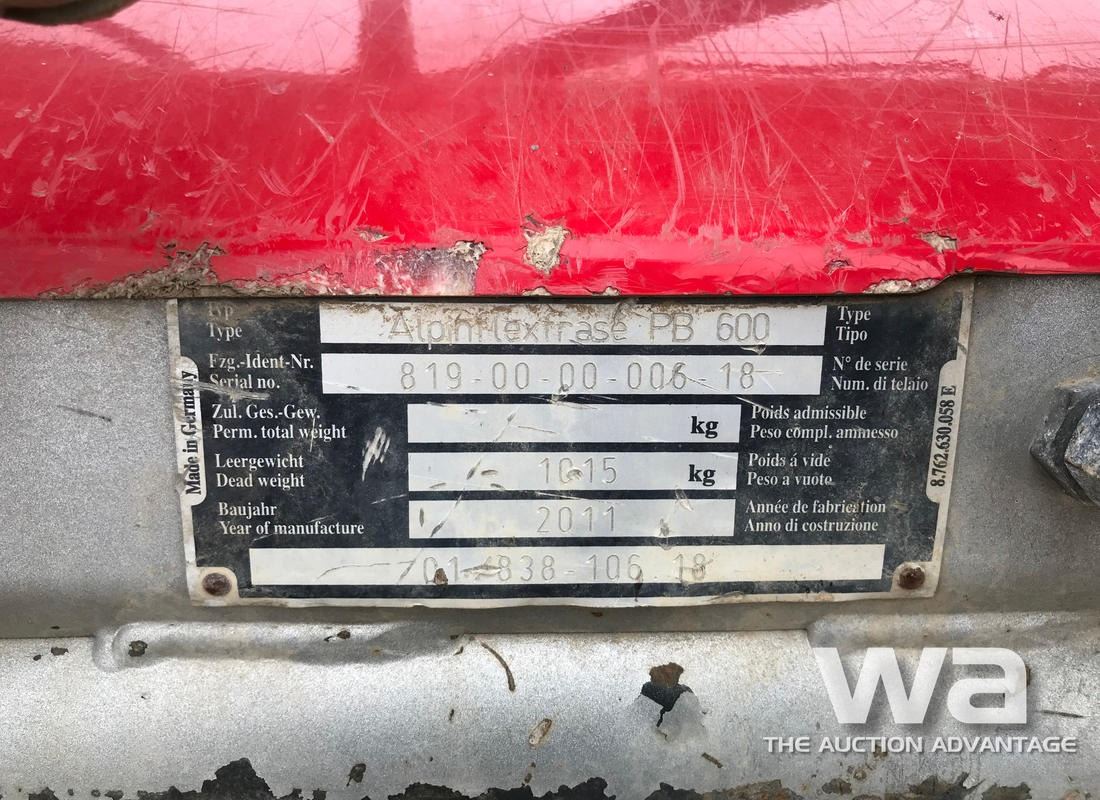 Typ
Type
Alpinflexfräse PB 600
Type
Tipo
Fzg.-Ident-Nr.
Serial no.
819-00-00-006-18
N° de serie
Num. di telaio
Zul. Ges.-Gew.
Perm. total weight
kg
Poids admissible
Peso compl. ammesso
Leergewicht
Dead weight
1015 kg
Poids á vide
Peso a vuote
Baujahr
Year of manufacture
2011
Année de fabrication
Anno di costruzione
838-106 18
Made in Germany
8.762.630.058 E
wa
THE AUCTION ADVANTAGE